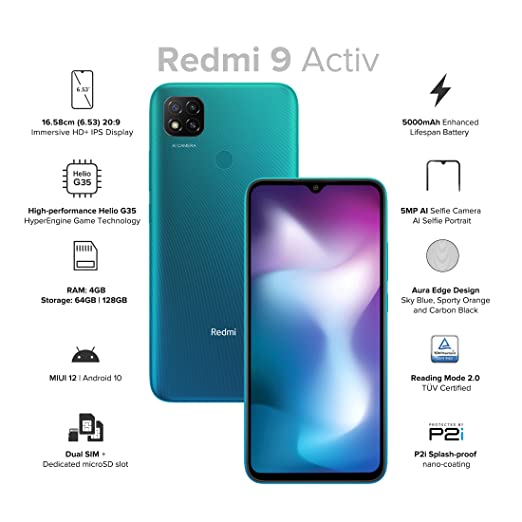 Redmi 9 Activ
6.53"
16.58cm (6.53) 20:9
Immersive HD+ IPS Display
Helio
G35
High-performance Helio G35
HyperEngine Game Technology
RAM: 4GB
Storage: 64GB | 128GB
MIUI 12 | Android 10
Dual SIM +
Dedicated microSD slot
AI CAMERA
Redmi
5000mAh Enhanced
Lifespan Battery
5MP AI Selfie Camera
AI Selfie Portrait
Aura Edge Design
Sky Blue, Sporty Orange
and Carbon Black
Reading Mode 2.0
TÜV Certified
PROTECTED BY
P2i
P2i Splash-proof
nano-coating